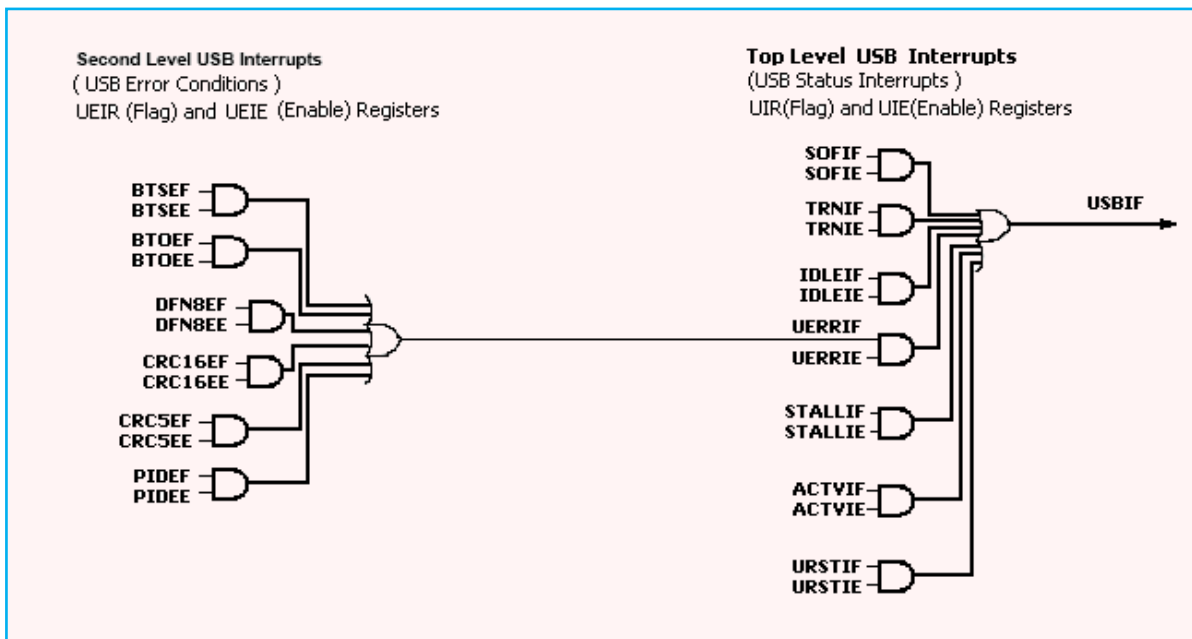 Second Level USB Interrupts
( USB Error Conditions )
UEIR (Flag) and UEIE (Enable) Registers
BTSEF
BTSEE
BTOEF
BTOEE
DFN8EF
DFN8EE
CRC16EF
CRC16EE
CRC5EF
CRC5EE
PIDEF
PIDEE
Top Level USB Interrupts
(USB Status Interrupts )
UIR(Flag) and UIE(Enable) Registers
SOFIF
SOFIE
TRNIF
TRNIE
IDLEIF
IDLEIE
UERRIF
UERRIE
STALLIF
STALLIE
ACTVIF
ACTVIE
URSTIF
URSTIE
USBIF